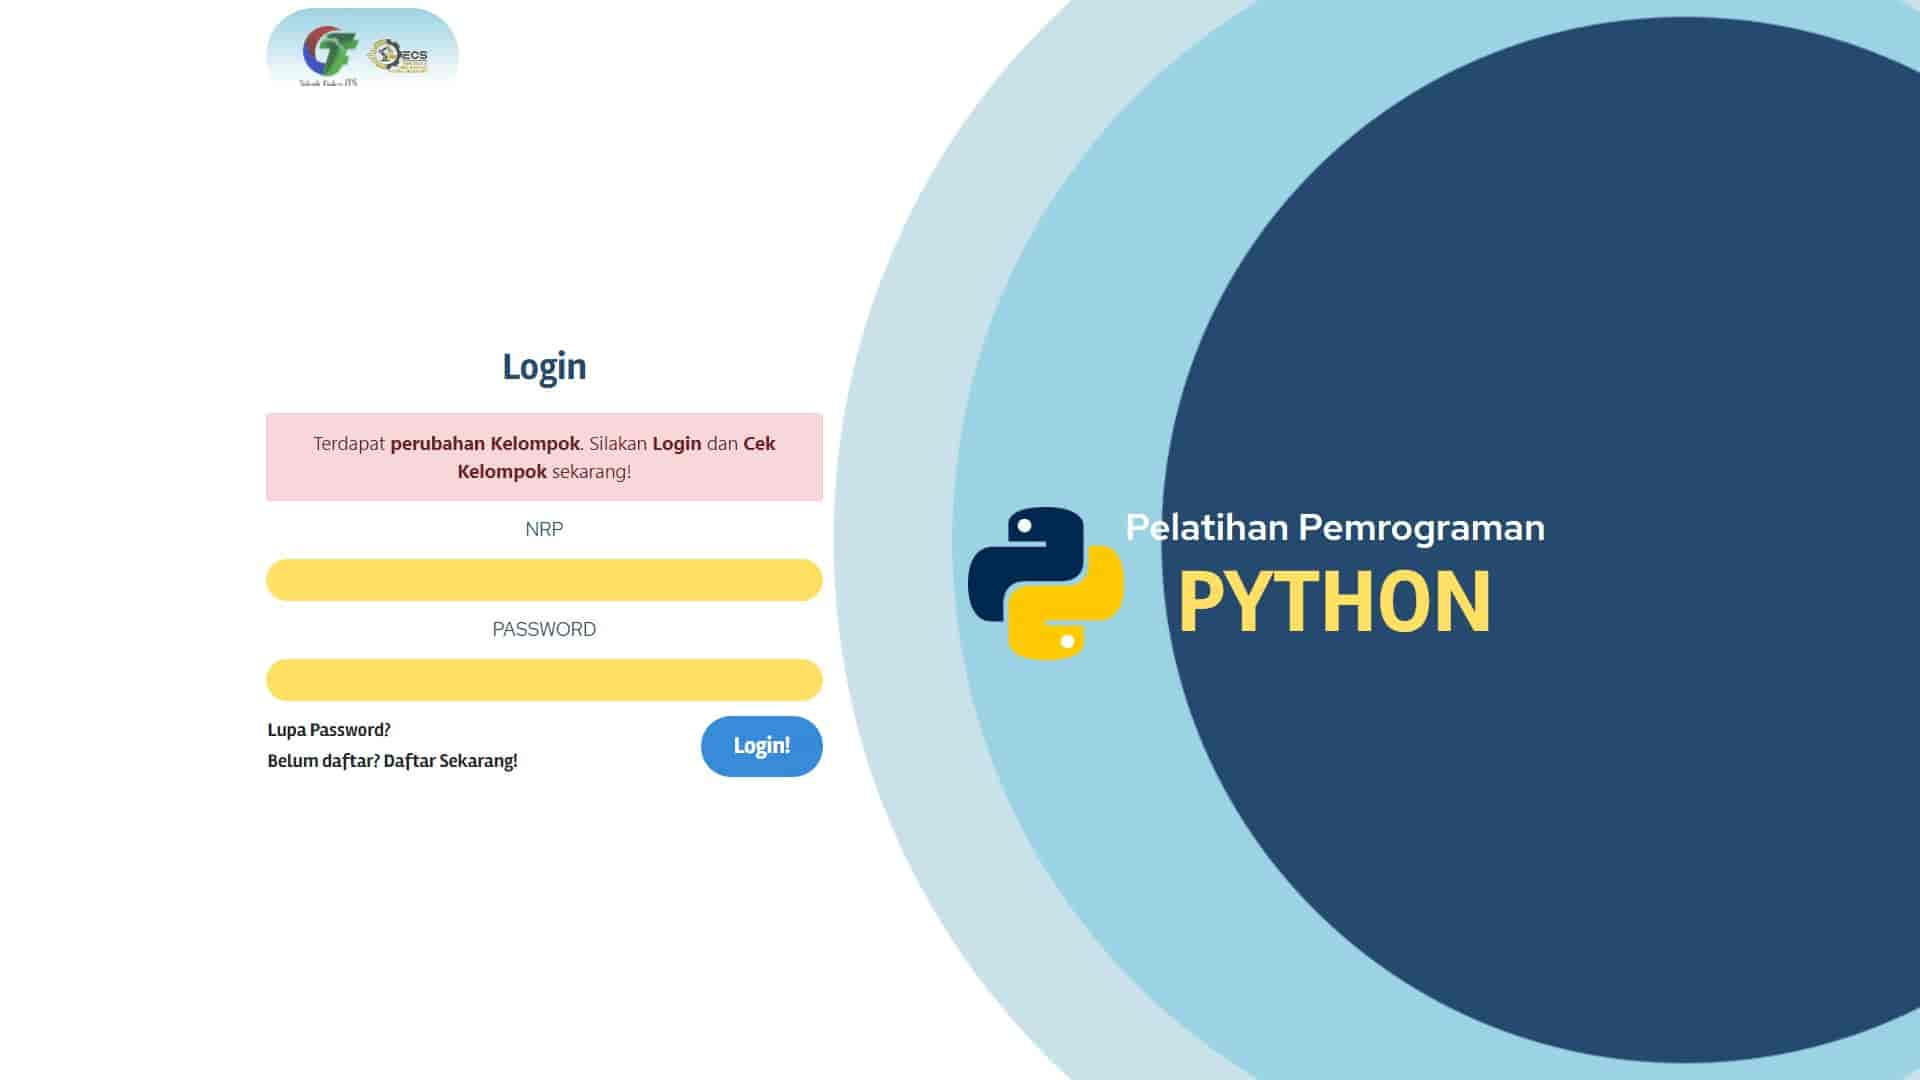 ECS
Login
Terdapat perubahan Kelompok. Silakan Login dan Cek
Kelompok sekarang!
NRP
PASSWORD
Lupa Password?
Belum daftar? Daftar Sekarang!
Login!
Pelatihan Pemrograman
PYTHON